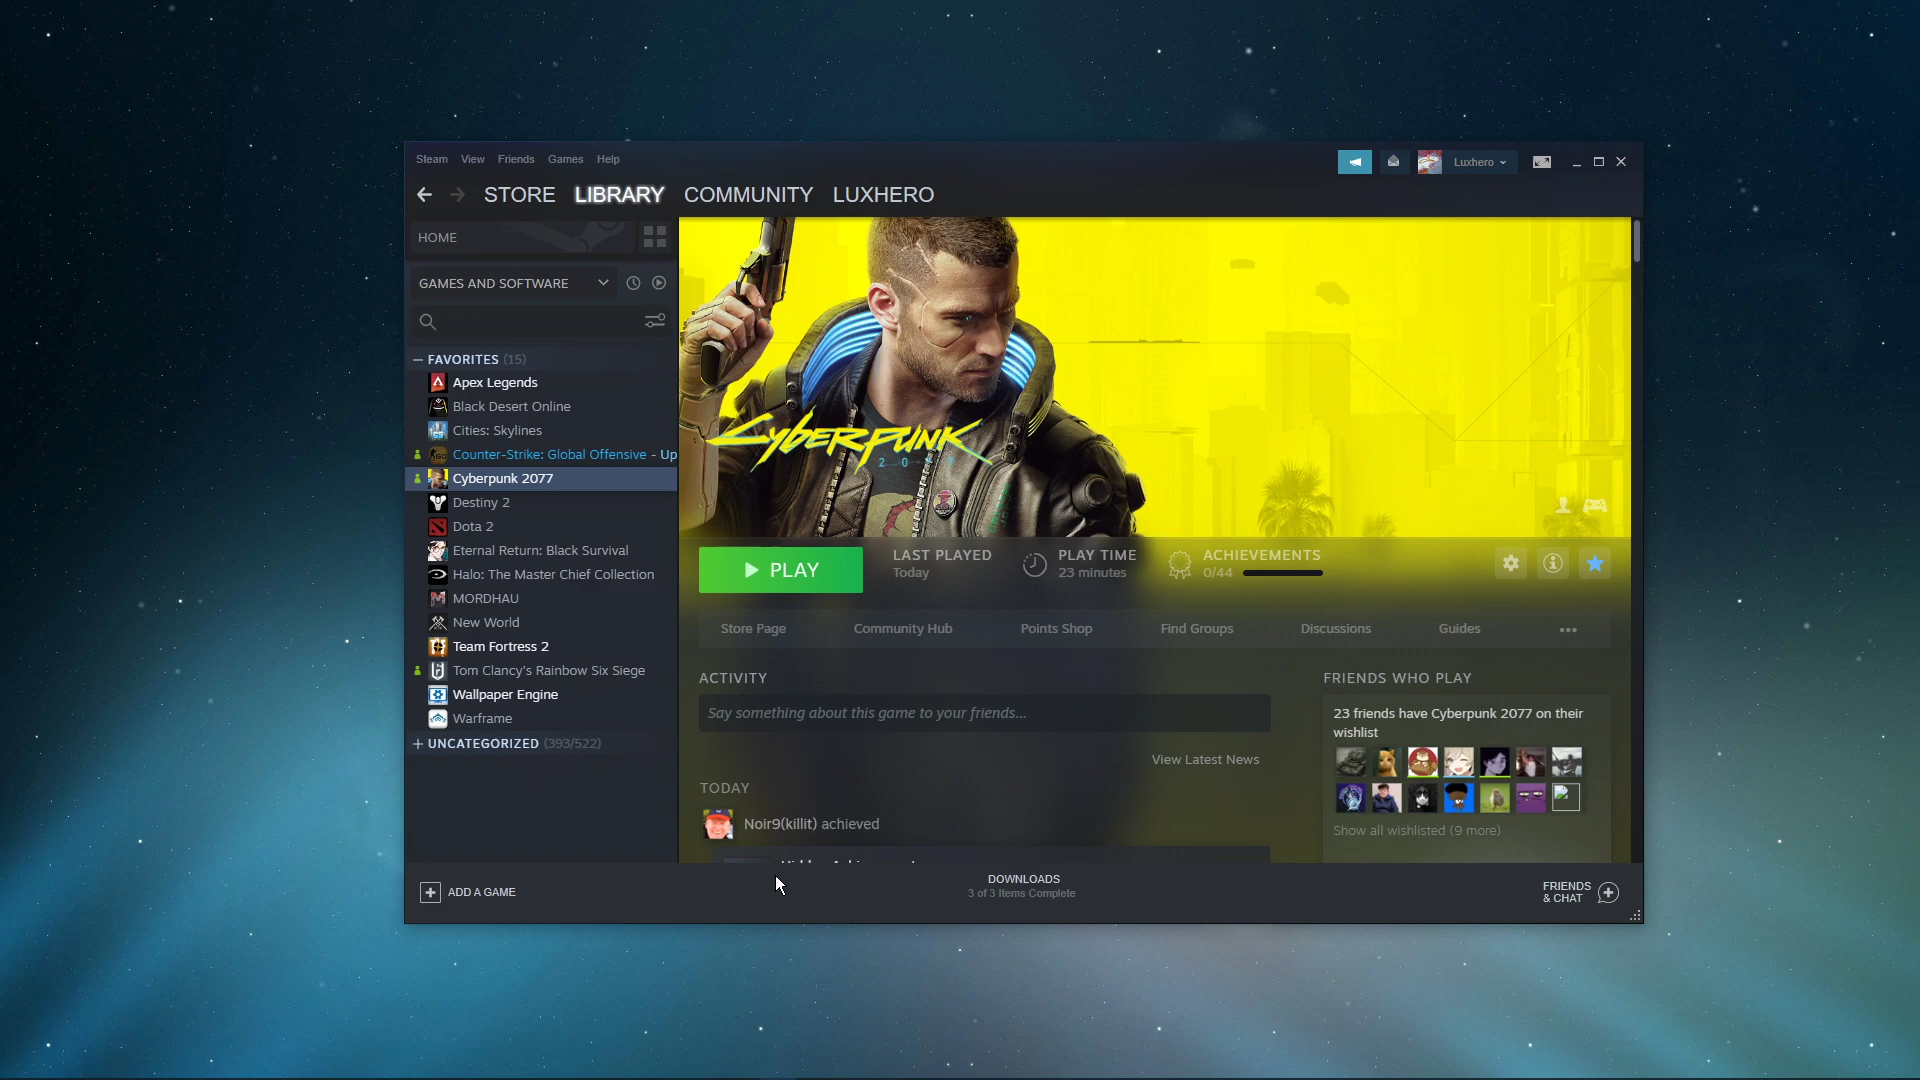 Steam View Friends Games Help
Luxhero
STORE LIBRARY COMMUNITY LUXHERO
HOME
GAMES AND SOFTWARE
FAVORITES (15)
Apex Legends
Black Desert Online
Cities: Skylines
Counter-Strike: Global Offensive - Up
Cyberpunk 2077
Destiny 2
Dota 2
Eternal Return: Black Survival
Halo: The Master Chief Collection
MORDHAU
New World
Team Fortress 2
Tom Clancy's Rainbow Six Siege
Wallpaper Engine
Warframe
UNCATEGORIZED (393/522)
CYBERPUNK
PLAY
LAST PLAYED
Today
PLAY TIME
23 minutes
ACHIEVEMENTS
0/44
Store Page Community Hub Points Shop Find Groups Discussions Guides
ACTIVITY
Say something about this game to your friends...
View Latest News
TODAY
Noir9(killit) achieved
FRIENDS WHO PLAY
23 friends have Cyberpunk 2077 on their
wishlist
Show all wishlisted (9 more)
ADD A GAME
DOWNLOADS
3 of 3 Items Complete
FRIENDS
& CHAT